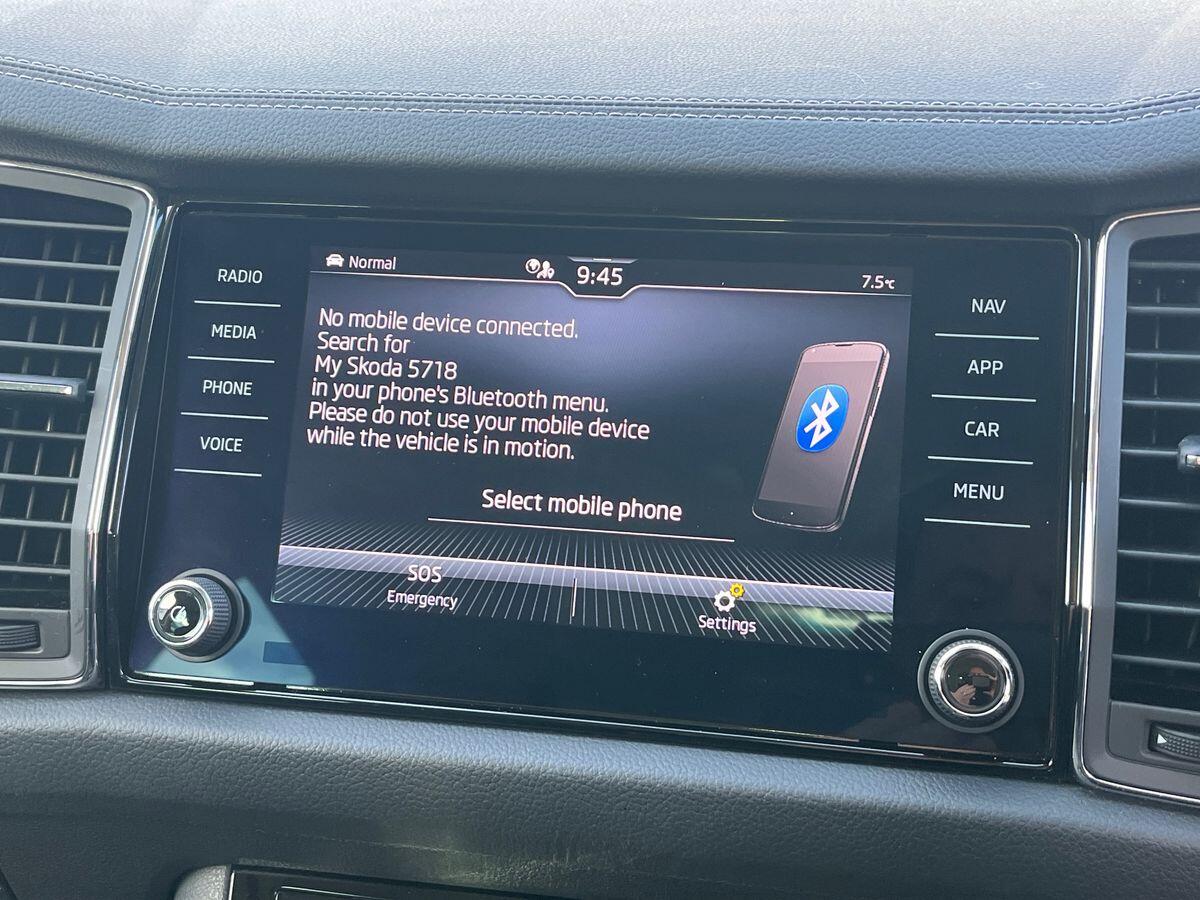 RADIO
MEDIA
PHONE
VOICE
Normal
9:45
7.5°C
No mobile device connected.
Search for
My Skoda 5718
in your phone's Bluetooth menu.
Please do not use your mobile device
while the vehicle is in motion.
Select mobile phone
SOS
Emergency
Settings
NAV
APP
CAR
MENU